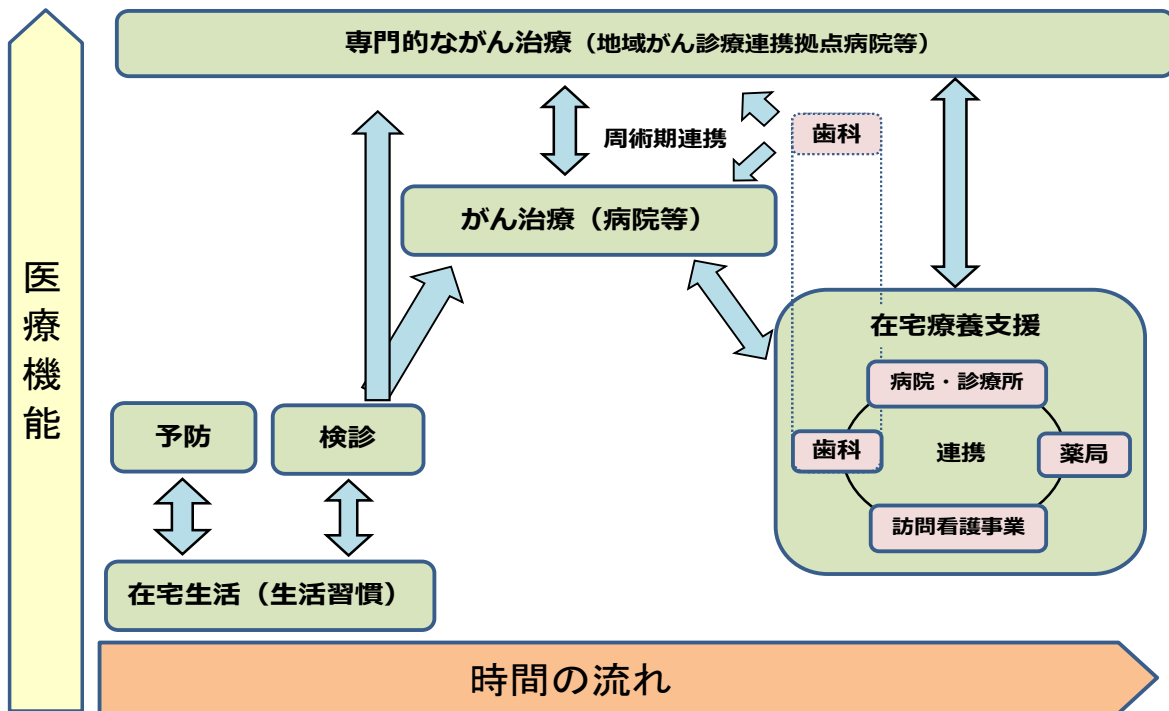 専門的ながん治療（地域がん診療連携拠点病院等）
周術期連携
歯科
がん治療（病院等）
医療機能
在宅療養支援
病院・診療所
予防
検診
歯科
連携
薬局
訪問看護事業
在宅生活（生活習慣）
時間の流れ